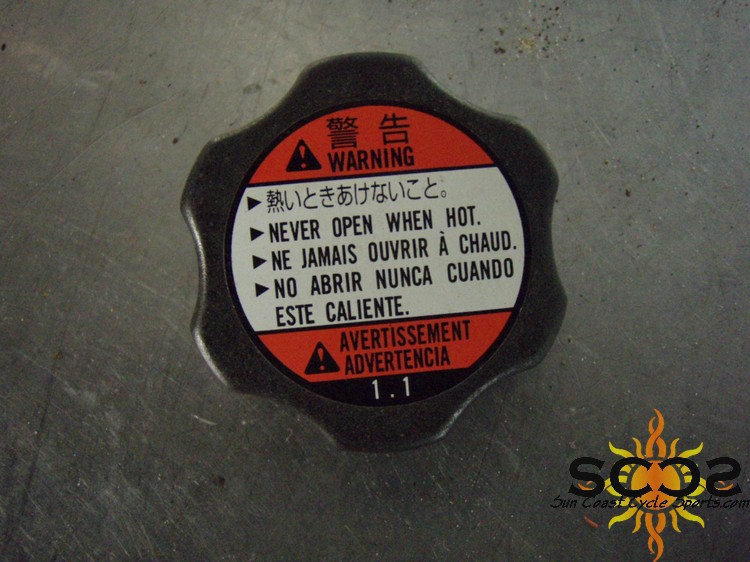 警告
WARNING
▶熱いときあけないこと。
▶NEVER OPEN WHEN HOT.
▶NE JAMAIS OUVRIR À CHAUD.
▶NO ABRIR NUNCA CUANDO
ESTE CALIENTE.
AVERTISSEMENT
ADVERTENCIA
1.1
SCCS
Sun Coast Cycle Sports.com